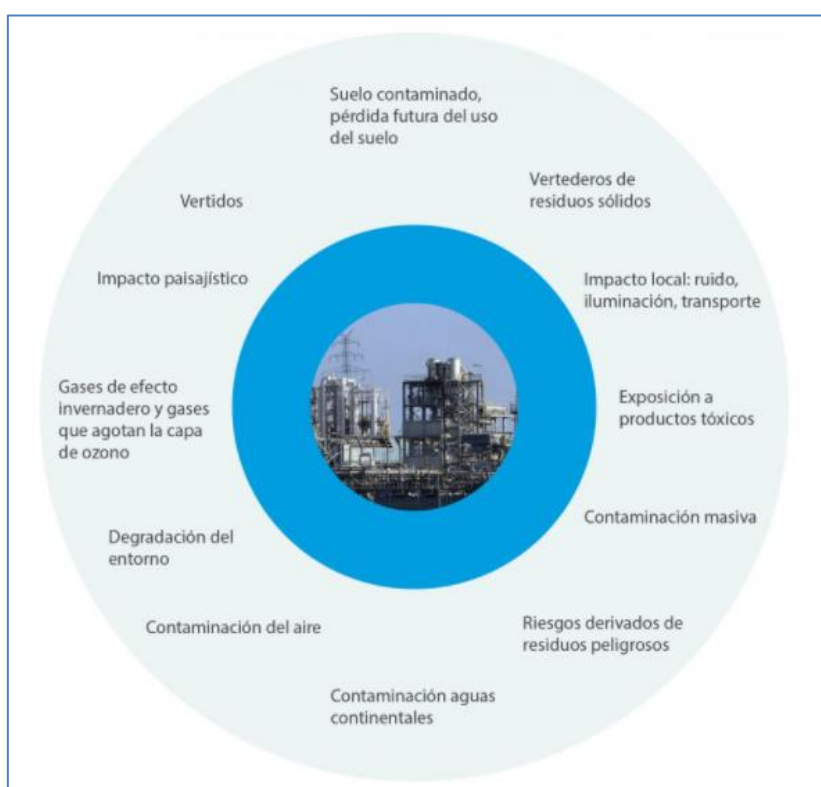 Suelo contaminado,
pérdida futura del uso
del suelo
Vertederos de
residuos sólidos
Impacto local: ruido,
iluminación, transporte
Exposición a
productos tóxicos
Contaminación masiva
Riesgos derivados de
residuos peligrosos
Contaminación aguas
continentales
Contaminación del aire
Degradación del
entorno
Gases de efecto
invernadero y gases
que agotan la capa
de ozono
Impacto paisajístico
Vertidos